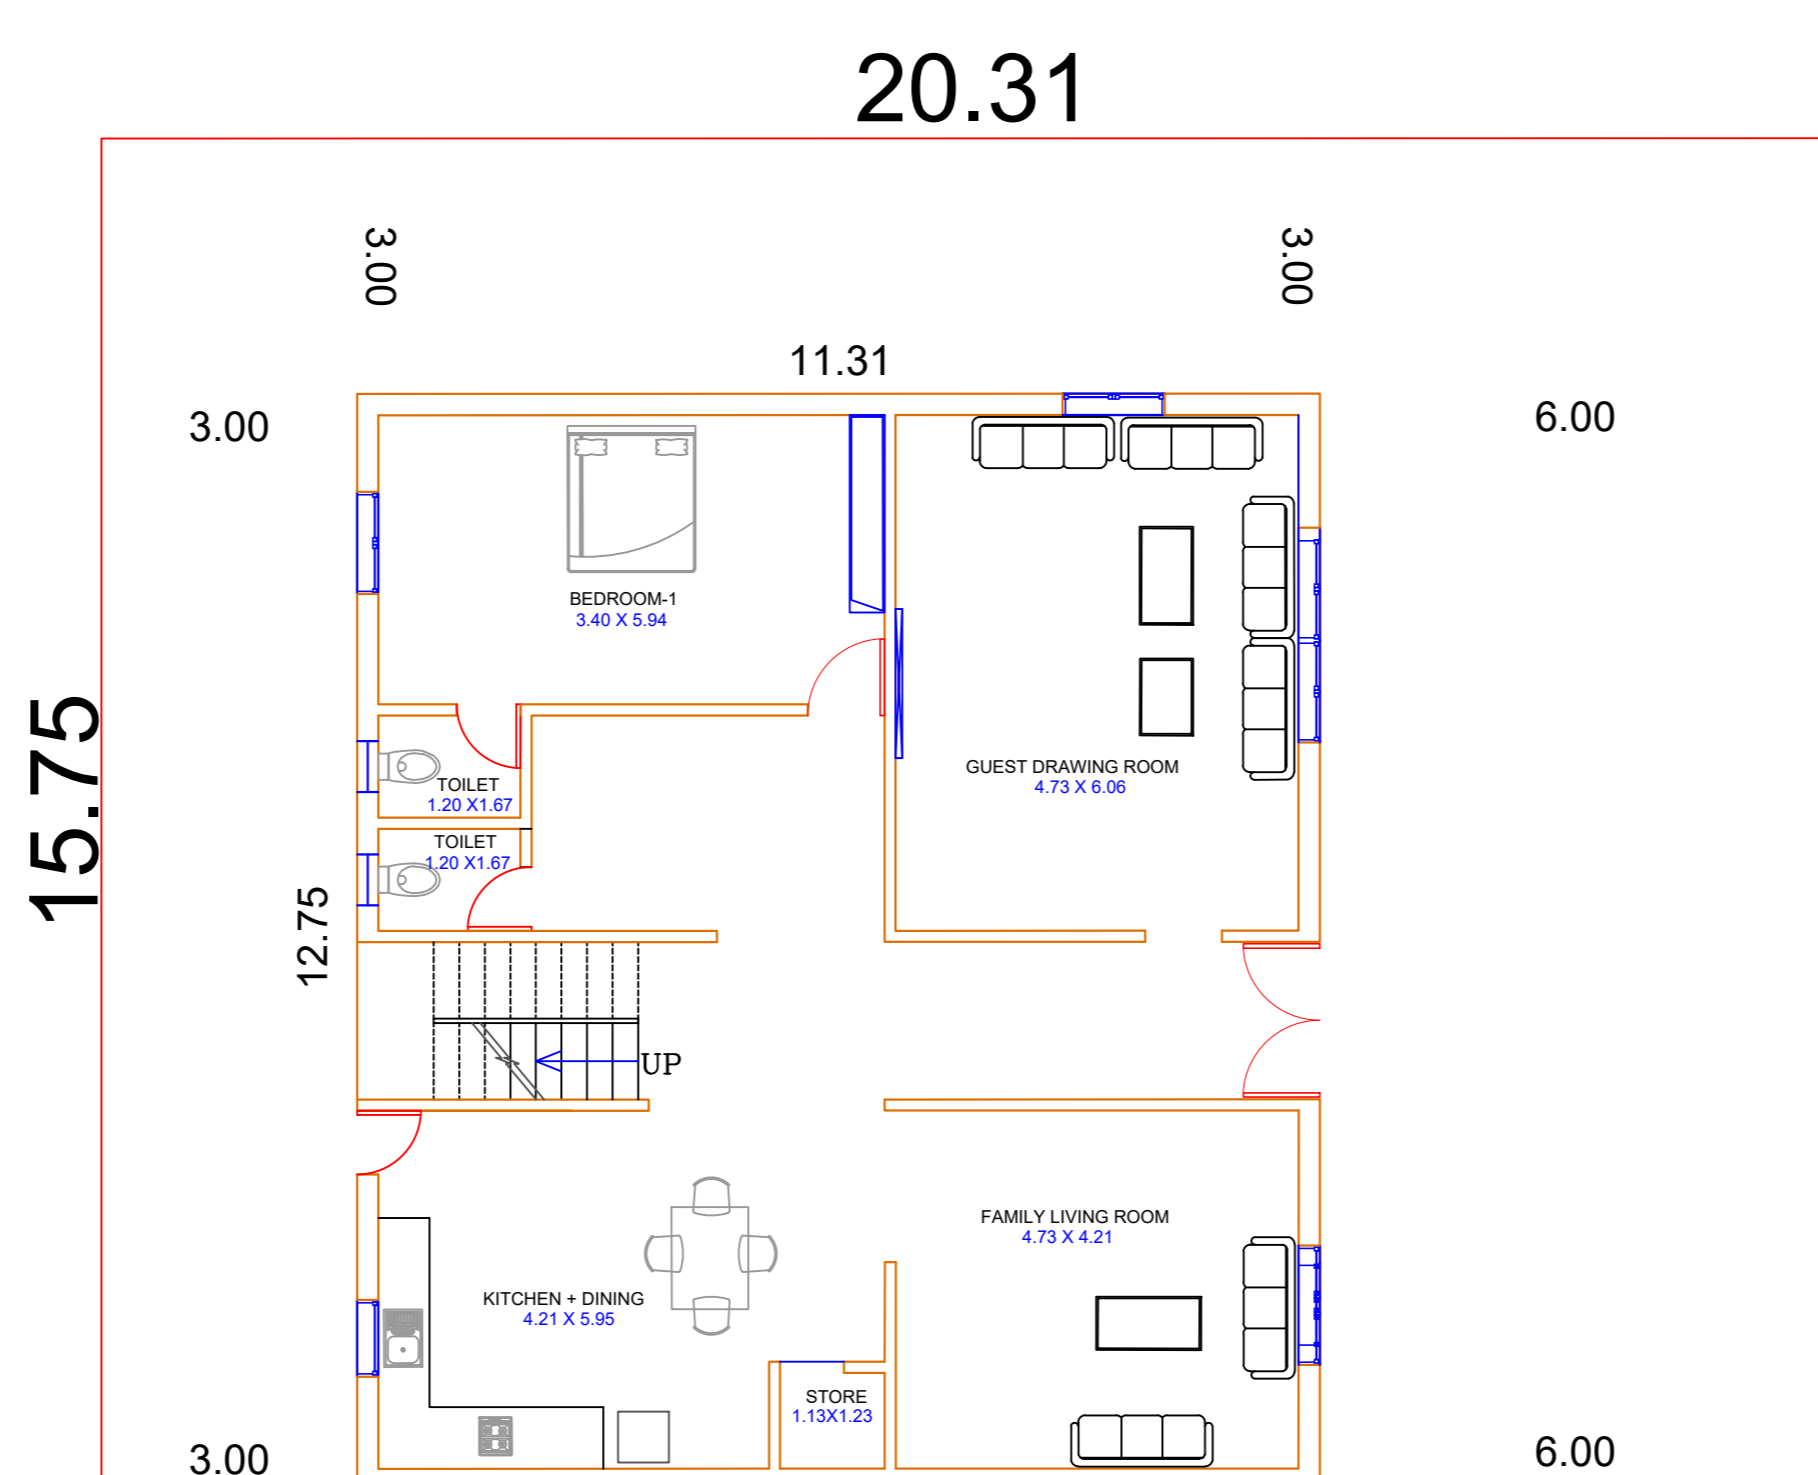 20.31
3.00
3.00
11.31
3.00
6.00
BEDROOM-1
3.40 X 5.94
15.75
GUEST DRAWING ROOM
4.73 X 6.06
TOILET
1.20 X1.67
TOILET
1.20 X1.67
12.75
UP
FAMILY LIVING ROOM
4.73 X 4.21
KITCHEN + DINING
4.21 X 5.95
STORE
1.13X1.23
3.00
6.00